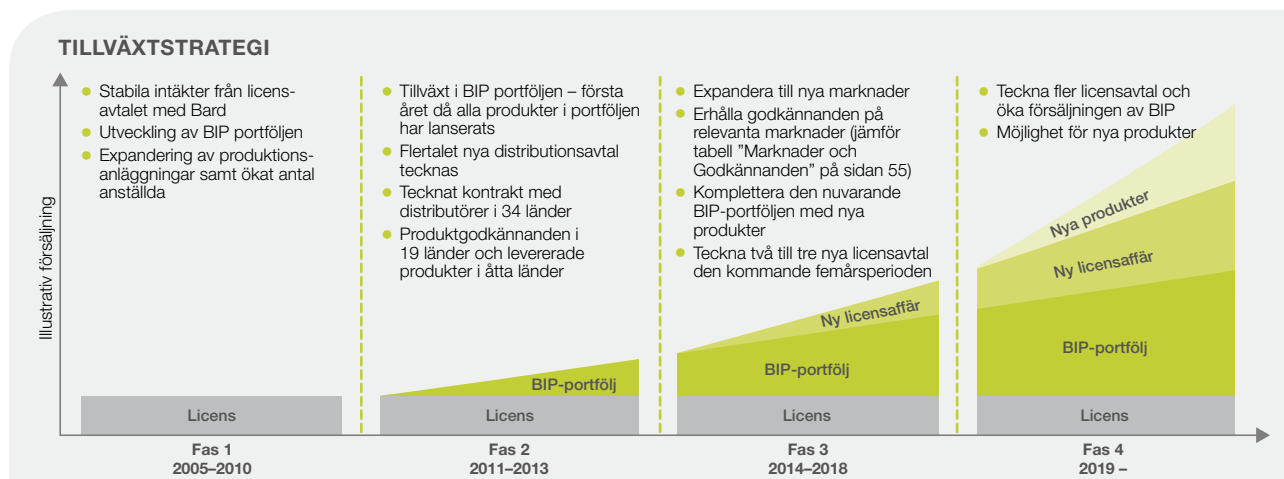 TILLVÄXTSTRATEGI
Illustrativ försäljning
• Stabila intäkter från licens-
avtalet med Bard
• Utveckling av BIP portföljen
• Expandering av produktions-
anläggningar samt ökat antal
anställda
• Tillväxt i BIP portföljen – första
året då alla produkter i portföljen
har lanserats
• Flertalet nya distributionsavtal
tecknas
• Tecknat kontrakt med
distributörer i 34 länder
• Produktgodkännanden i
19 länder och levererade
produkter i åtta länder
• Expandera till nya marknader
• Erhålla godkännanden på
relevanta marknader (jämför
tabell ”Marknader och
Godkännanden” på sidan 55)
• Komplettera den nuvarande
BIP-portföljen med nya
produkter
• Teckna två till tre nya licensavtal
den kommande femårsperioden
• Teckna fler licensavtal och
öka försäljningen av BIP
• Möjlighet för nya produkter
Licens
BIP-portfölj
Licens
Ny licensaffär
BIP-portfölj
Licens
Nya produkter
Ny licensaffär
BIP-portfölj
Licens
Fas 1
2005–2010
Fas 2
2011–2013
Fas 3
2014–2018
Fas 4
2019 –